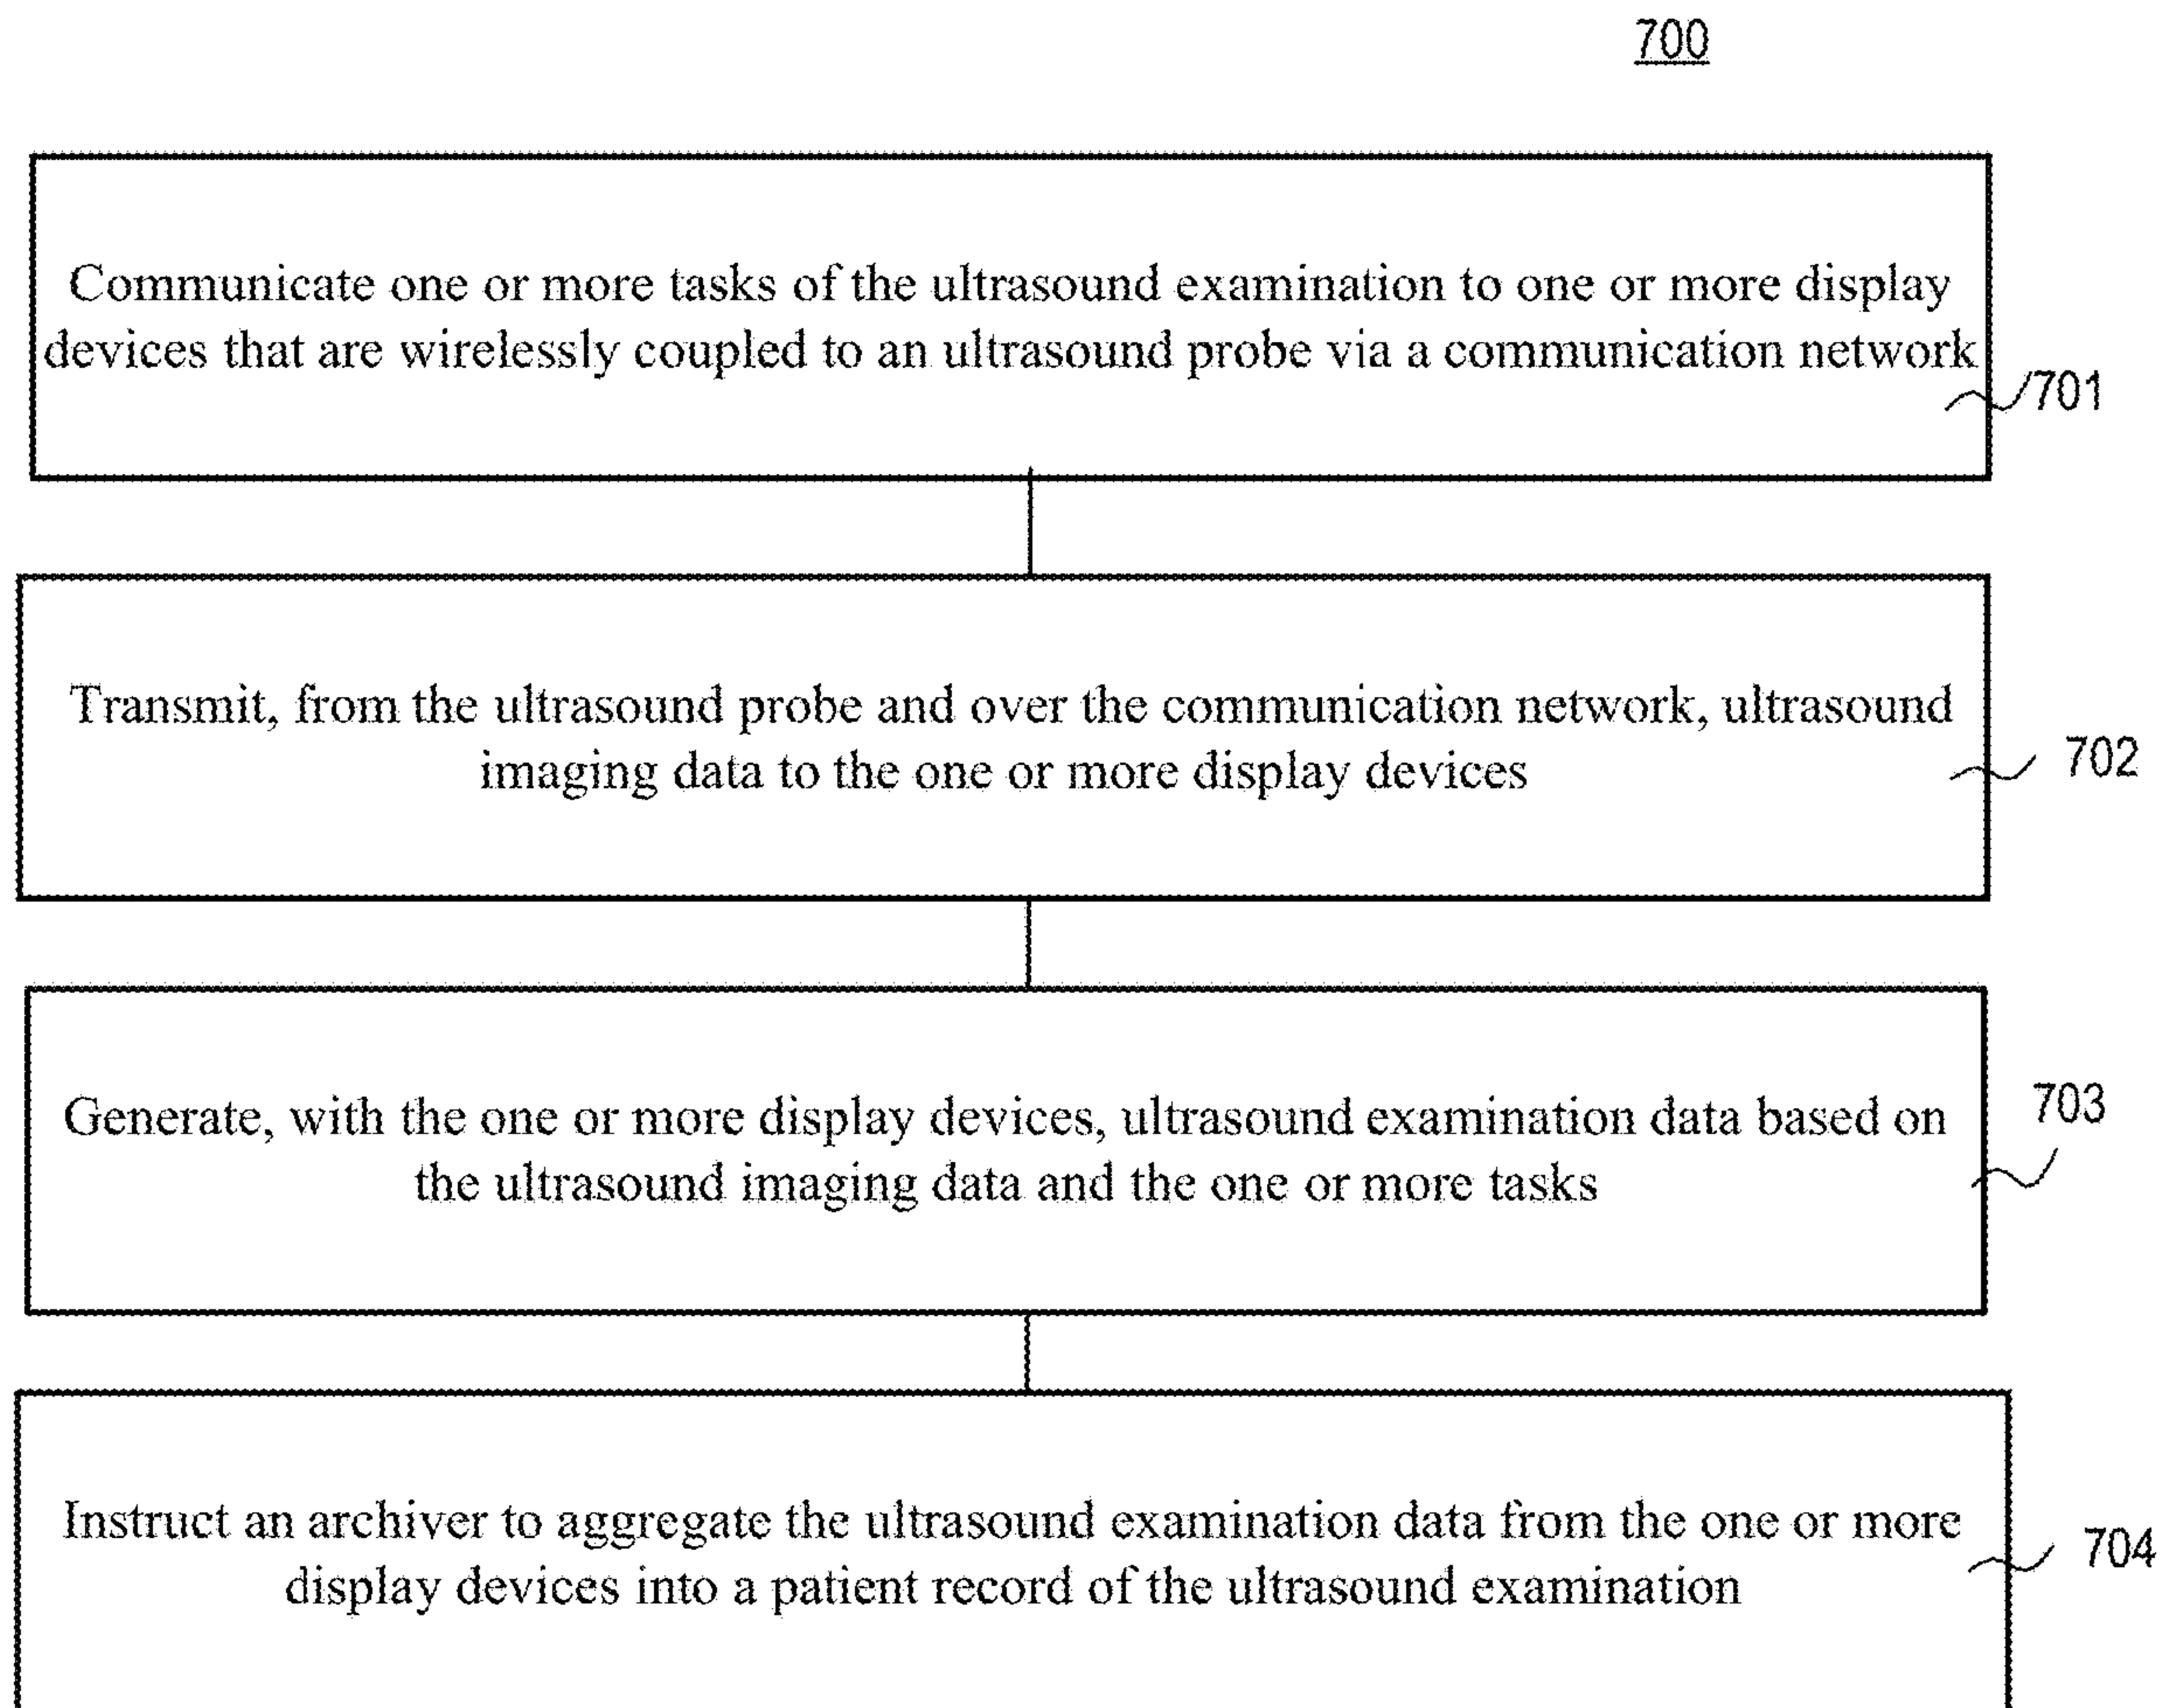 700
Communicate one or more tasks of the ultrasound examination to one or more display
devices that are wirelessly coupled to an ultrasound probe via a communication network
701
Transmit, from the ultrasound probe and over the communication network, ultrasound
imaging data to the one or more display devices
702
Generate, with the one or more display devices, ultrasound examination data based on
the ultrasound imaging data and the one or more tasks
703
Instruct an archiver to aggregate the ultrasound examination data from the one or more
display devices into a patient record of the ultrasound examination
704